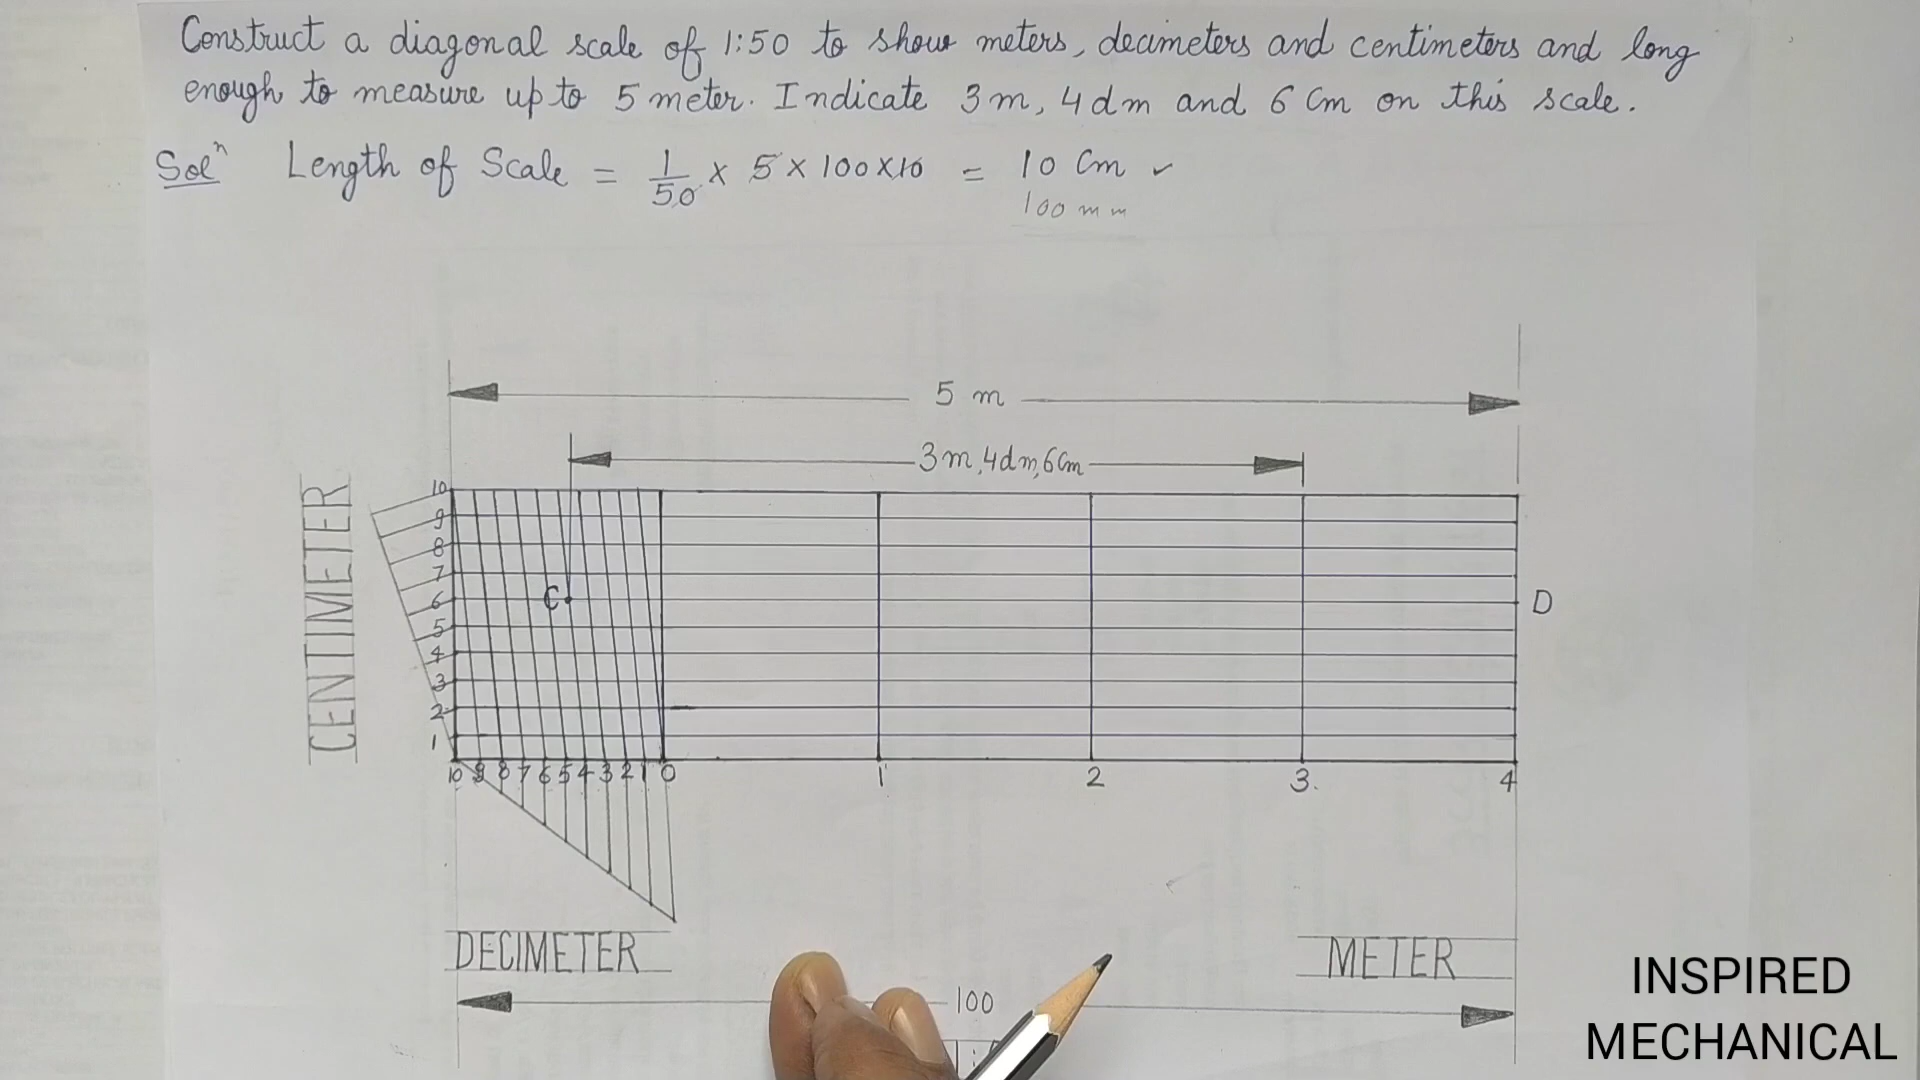 Construct a diagonal scale of 1:50 to show meters, decimeters and centimeters and long
enough to measure up to 5 meter. Indicate 3 m, 4 dm and 6 Cm on this scale.
Solⁿ Length of Scale = 1/50 × 5 × 100 × 10 = 10 Cm ✓
100 mm
5 m
3m,4dm,6Cm
CENTIMETER
10
9
8
7
6
5
4
3
2
1
C
D
10 9 8 7 6 5 4 3 2 1 0 1 2 3 4
DECIMETER METER
100
INSPIRED
MECHANICAL